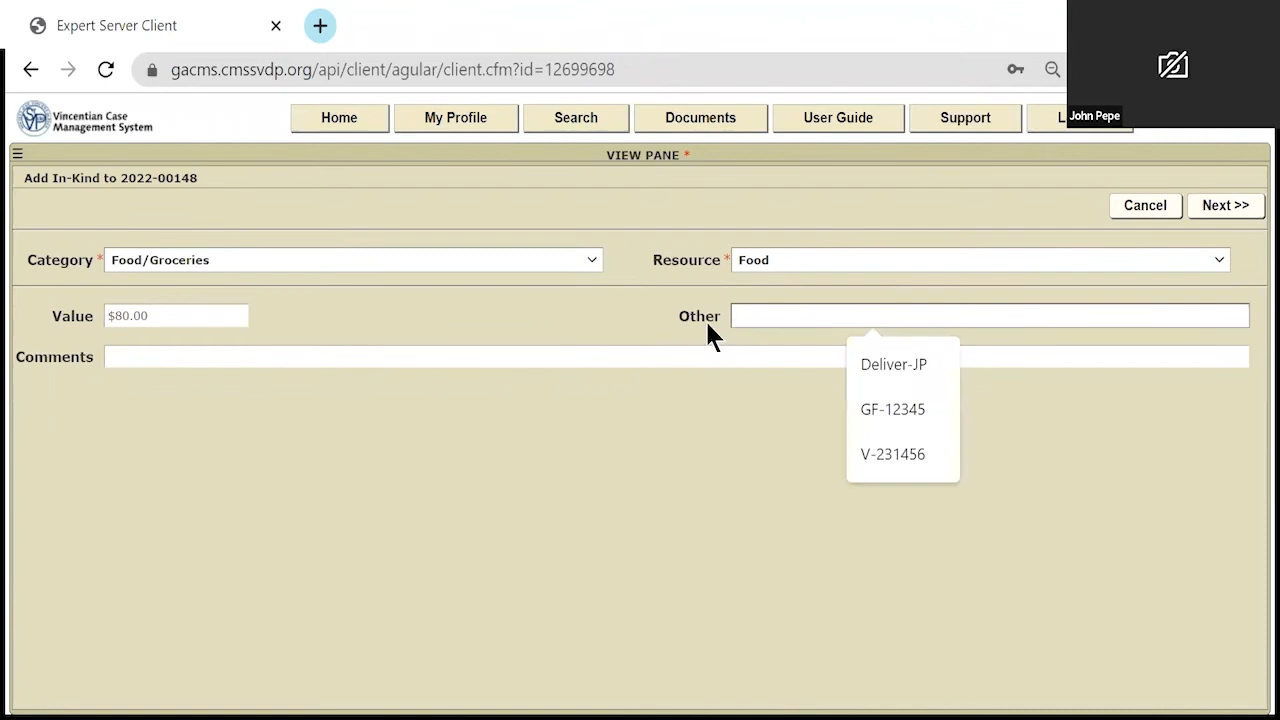 Expert Server Client
gacms.cmssvdp.org/api/client/agular/client.cfm?id=12699698
John Pepe
SVP
Vincentian Case
Management System
Home
My Profile
Search
Documents
User Guide
Support
VIEW PANE *
Add In-Kind to 2022-00148
Cancel
Next >>
Category * Food/Groceries
Resource * Food
Value $80.00
Other
Comments
Deliver-JP
GF-12345
V-231456